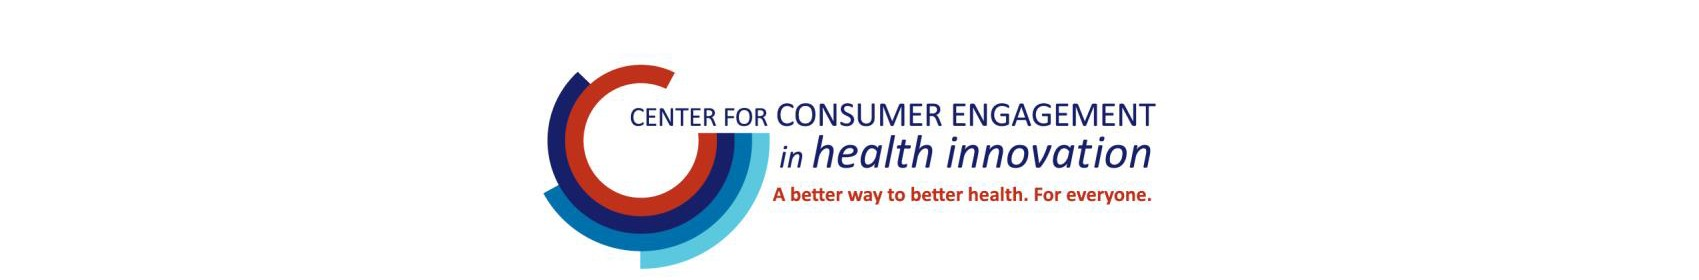 CENTER FOR CONSUMER ENGAGEMENT
in health innovation
A better way to better health. For everyone.